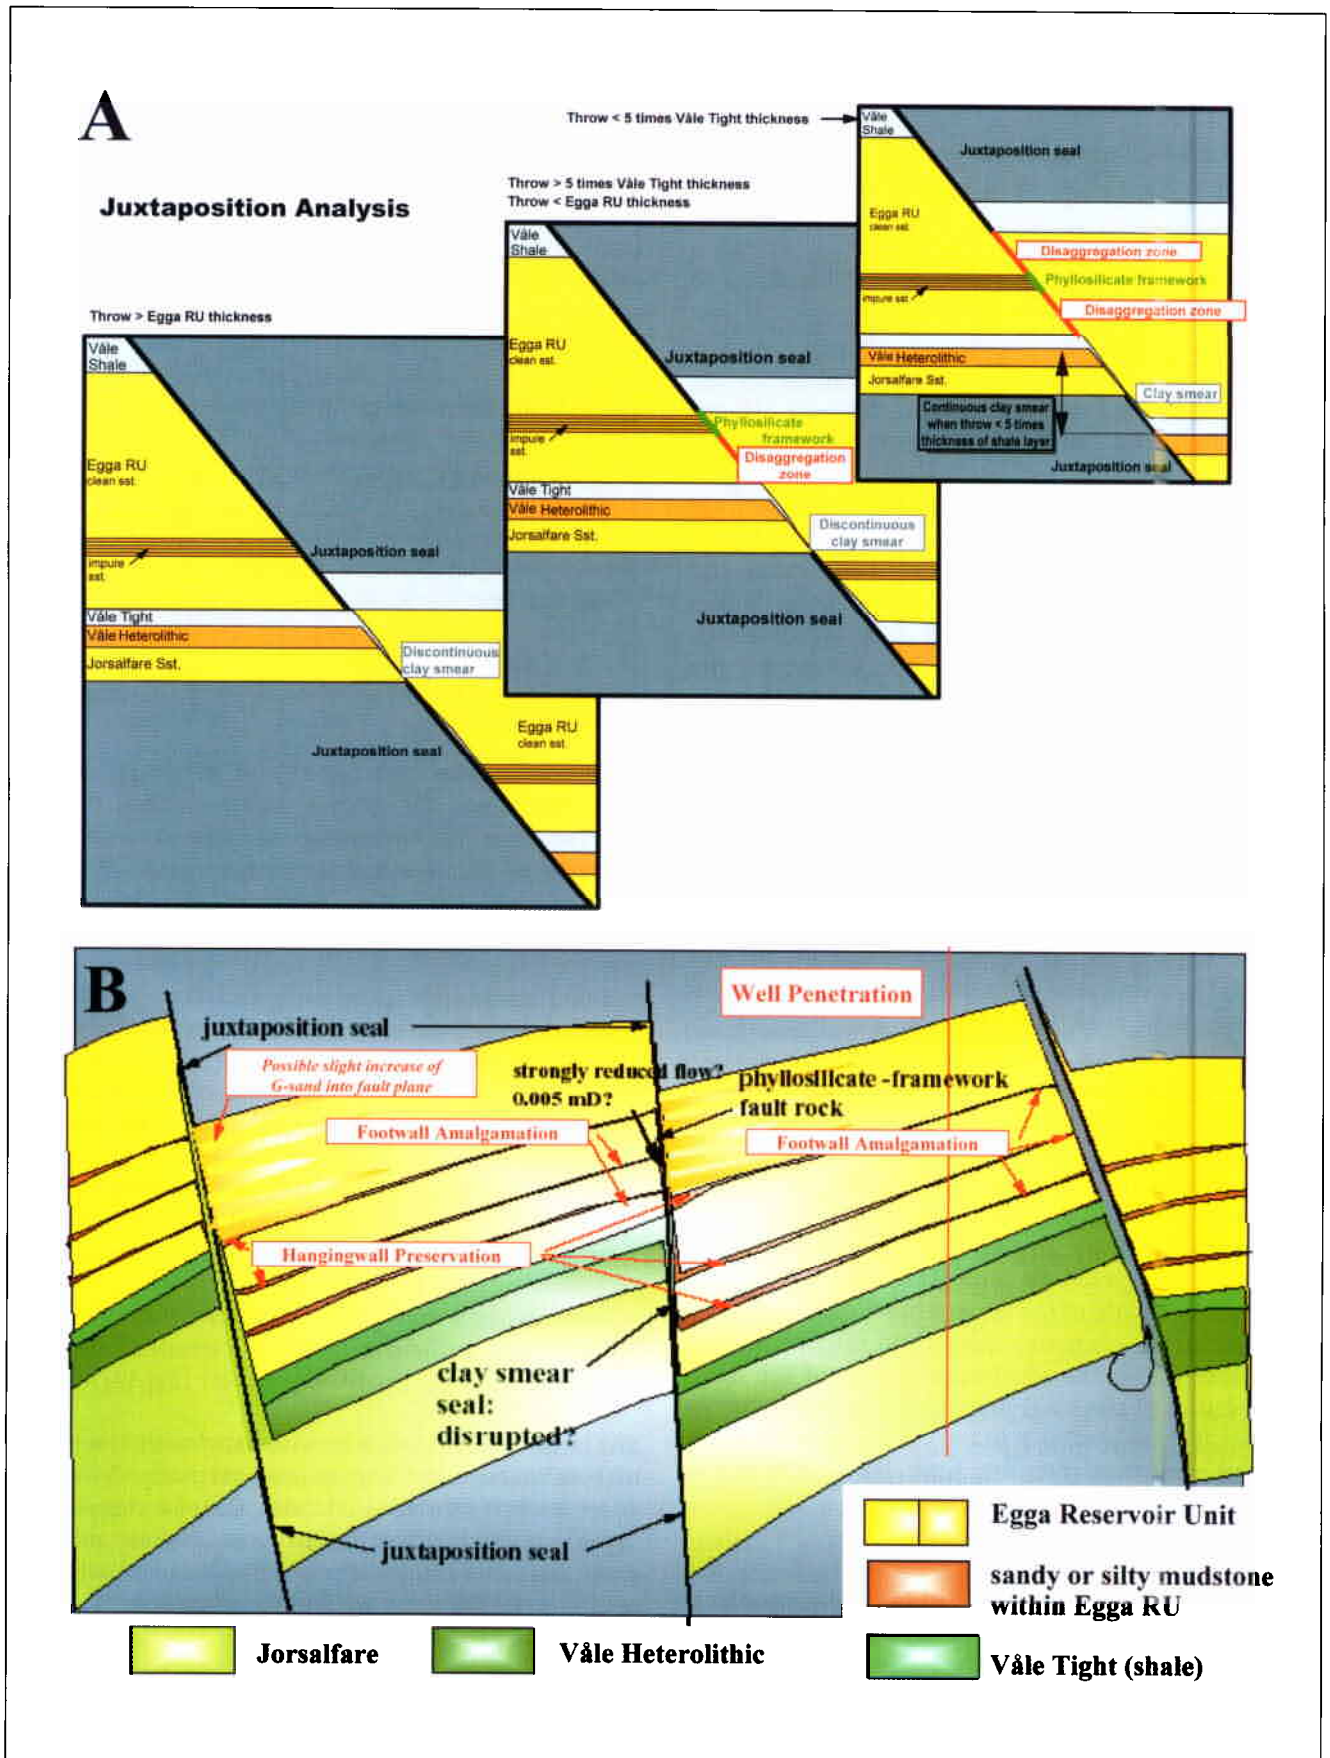 A
Juxtaposition Analysis
Throw > Egga RU thickness
Våle
Shale
Egga RU
clean sst.
impure
sst.
Juxtaposition seal
Våle Tight
Våle Heterolithic
Jorsalfare Sst.
Discontinuous
clay smear
Juxtaposition seal
Egga RU
clean sst.
Throw > 5 times Våle Tight thickness
Throw < Egga RU thickness
Våle
Shale
Egga RU
clean sst.
Juxtaposition seal
impure
sst.
Phyllosilicate
framework
Disaggregation
zone
Våle Tight
Våle Heterolithic
Jorsalfare Sst.
Discontinuous
clay smear
Juxtaposition seal
Throw < 5 times Våle Tight thickness
Våle
Shale
Juxtaposition seal
Egga RU
clean sst.
Disaggregation zone
Phyllosilicate framework
impure sst
Disaggregation zone
Våle Heterolithic
Jorsalfare Sst.
Clay smear
Continuous clay smear
when throw < 5 times
thickness of shale layer
Juxtaposition seal
B
Well Penetration
juxtaposition seal
Possible slight increase of
G-sand into fault plane
strongly reduced flow?
0.005 mD?
phyllosilicate -framework
fault rock
Footwall Amalgamation
Footwall Amalgamation
Hangingwall Preservation
clay smear
seal:
disrupted?
juxtaposition seal
Egga Reservoir Unit
sandy or silty mudstone
within Egga RU
Jorsalfare
Våle Heterolithic
Våle Tight (shale)